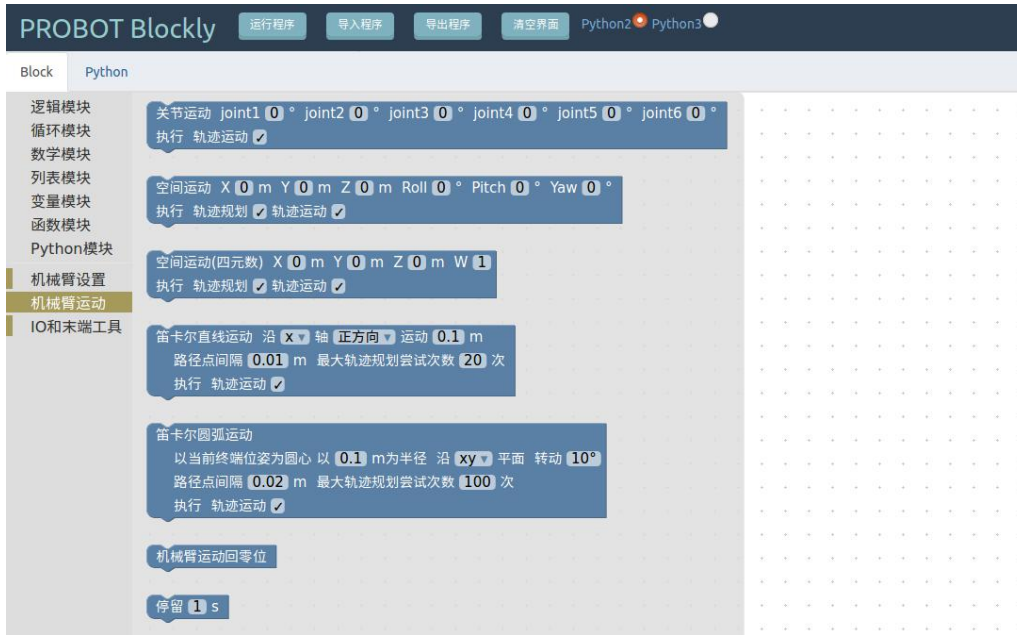 PROBOT Blockly 运行程序 导入程序 导出程序 清空界面 Python2 Python3
Block Python
逻辑模块
循环模块
数学模块
列表模块
变量模块
函数模块
Python模块
机械臂设置
机械臂运动
IO和末端工具
关节运动 joint1 0 ° joint2 0 ° joint3 0 ° joint4 0 ° joint5 0 ° joint6 0 °
执行 轨迹运动
空间运动 X 0 m Y 0 m Z 0 m Roll 0 ° Pitch 0 ° Yaw 0 °
执行 轨迹规划 轨迹运动
空间运动(四元数) X 0 m Y 0 m Z 0 m W 1
执行 轨迹规划 轨迹运动
笛卡尔直线运动 沿 x 轴 正方向 运动 0.1 m
路径点间隔 0.01 m 最大轨迹规划尝试次数 20 次
执行 轨迹运动
笛卡尔圆弧运动
以当前终端位姿为圆心 以 0.1 m为半径 沿 xy 平面 转动 10°
路径点间隔 0.02 m 最大轨迹规划尝试次数 100 次
执行 轨迹运动
机械臂运动回零位
停留 1 s